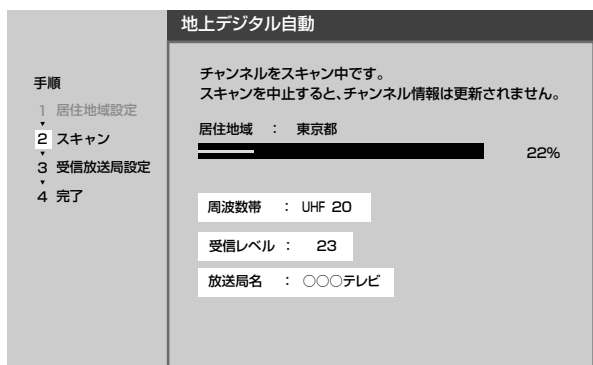 地上デジタル自動
手順
1 居住地域設定
2 スキャン
3 受信放送局設定
4 完了
チャンネルをスキャン中です。
スキャンを中止すると、チャンネル情報は更新されません。
居住地域 : 東京都
22%
周波数帯 : UHF 20
受信レベル : 23
放送局名 : ○○○テレビ